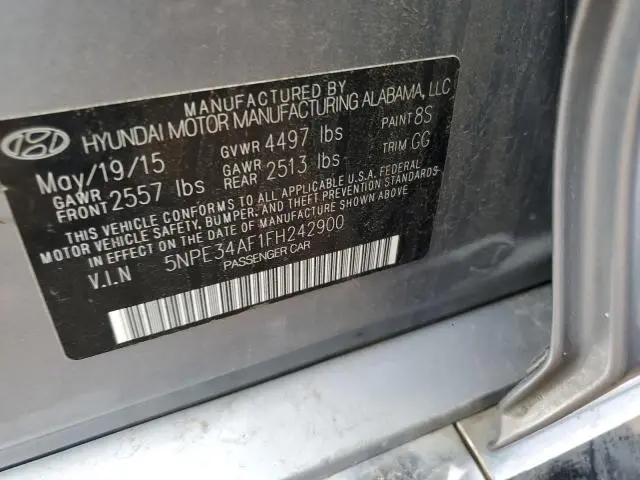 MANUFACTURED BY
HYUNDAI MOTOR MANUFACTURING ALABAMA, LLC
May/19/15 GVWR 4497 lbs PAINT 8S
GAWR FRONT 2557 lbs GAWR REAR 2513 lbs TRIM GG
THIS VEHICLE CONFORMS TO ALL APPLICABLE U.S.A. FEDERAL
MOTOR VEHICLE SAFETY, BUMPER, AND THEFT PREVENTION STANDARDS
IN EFFECT ON THE DATE OF MANUFACTURE SHOWN ABOVE.
V.I.N 5NPE34AF1FH242900
PASSENGER CAR